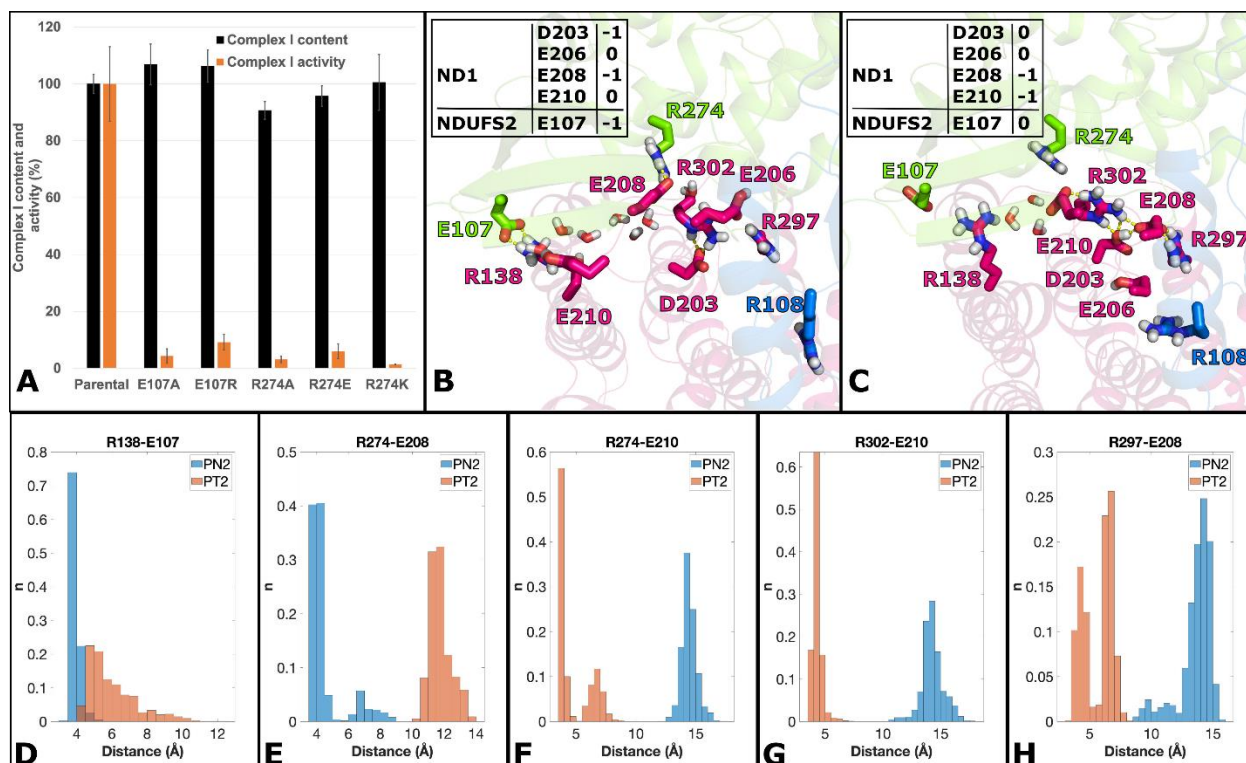 120
100
80
60
40
20
0
Complex I content and
activity (%)
Complex I content
Complex I activity
Parental E107A E107R R274A R274E R274K
A
ND1
D203 -1
E206 0
E208 -1
E210 0
NDUFS2 E107 -1
R274
R302
E206
E208
E107
R297
R138
D203
E210
R108
B
ND1
D203 0
E206 0
E208 -1
E210 -1
NDUFS2 E107 0
R274
E107
R302
E208
E210
R297
R138
D203
E206
R108
C
R138-E107
PN2
PT2
0.8
0.7
0.6
0.5
0.4
0.3
0.2
0.1
0
n
4 6 8 10 12
Distance (Å)
D
R274-E208
PN2
PT2
0.5
0.4
0.3
0.2
0.1
0
n
4 6 8 10 12 14
Distance (Å)
E
R274-E210
PN2
PT2
0.6
0.5
0.4
0.3
0.2
0.1
0
n
5 10 15
Distance (Å)
F
R302-E210
PN2
PT2
0.6
0.5
0.4
0.3
0.2
0.1
0
n
5 10 15
Distance (Å)
G
R297-E208
PN2
PT2
0.3
0.25
0.2
0.15
0.1
0.05
0
n
5 10 15
Distance (Å)
H